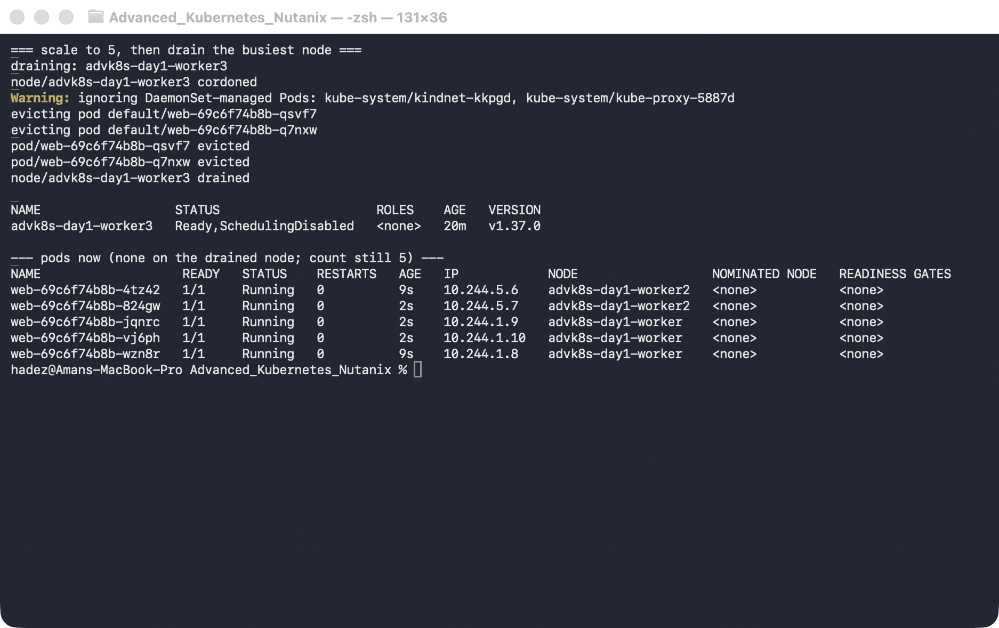 Advanced_Kubernetes_Nutanix — -zsh — 131×36
=== scale to 5, then drain the busiest node ===
draining: advk8s-day1-worker3
node/advk8s-day1-worker3 cordoned
Warning: ignoring DaemonSet-managed Pods: kube-system/kindnet-kkpgd, kube-system/kube-proxy-5887d
evicting pod default/web-69c6f74b8b-qsvf7
evicting pod default/web-69c6f74b8b-q7nxw
pod/web-69c6f74b8b-qsvf7 evicted
pod/web-69c6f74b8b-q7nxw evicted
node/advk8s-day1-worker3 drained
NAME                  STATUS                     ROLES    AGE   VERSION
advk8s-day1-worker3   Ready,SchedulingDisabled   <none>   20m   v1.37.0
--- pods now (none on the drained node; count still 5) ---
NAME                   READY   STATUS    RESTARTS   AGE   IP            NODE                  NOMINATED NODE   READINESS GATES
web-69c6f74b8b-4tz42   1/1     Running   0          9s    10.244.5.6    advk8s-day1-worker2   <none>           <none>
web-69c6f74b8b-824gw   1/1     Running   0          2s    10.244.5.7    advk8s-day1-worker2   <none>           <none>
web-69c6f74b8b-jqnrc   1/1     Running   0          2s    10.244.1.9    advk8s-day1-worker    <none>           <none>
web-69c6f74b8b-vj6ph   1/1     Running   0          2s    10.244.1.10   advk8s-day1-worker    <none>           <none>
web-69c6f74b8b-wzn8r   1/1     Running   0          9s    10.244.1.8    advk8s-day1-worker    <none>           <none>
hadez@Amans-MacBook-Pro Advanced_Kubernetes_Nutanix %